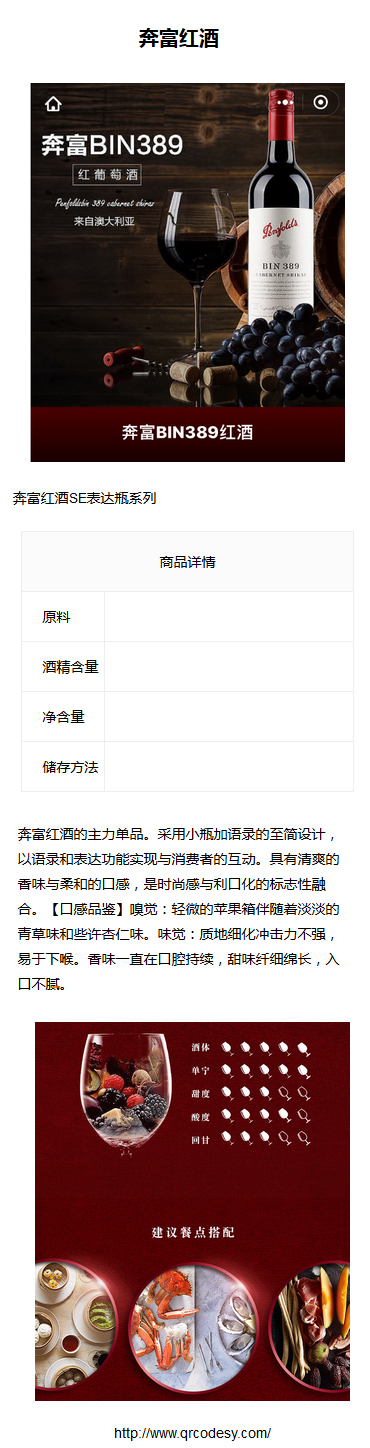 奔富红酒
奔富BIN389
红葡萄酒
Penfolds bin 389 cabernet shiraz
来自澳大利亚
Penfolds
BIN 389
CABERNET SHIRAZ
奔富BIN389红酒
奔富红酒SE表达瓶系列
商品详情
原料
酒精含量
净含量
储存方法
奔富红酒的主力单品。采用小瓶加语录的至简设计，
以语录和表达功能实现与消费者的互动。具有清爽的
香味与柔和的口感，是时尚感与利口化的标志性融
合。【口感品鉴】嗅觉：轻微的苹果箱伴随着淡淡的
青草味和些许杏仁味。味觉：质地细化冲击力不强，
易于下喉。香味一直在口腔持续，甜味纤细绵长，入
口不腻。
酒体
单宁
甜度
酸度
回甘
建议餐点搭配
http://www.qrcodesy.com/